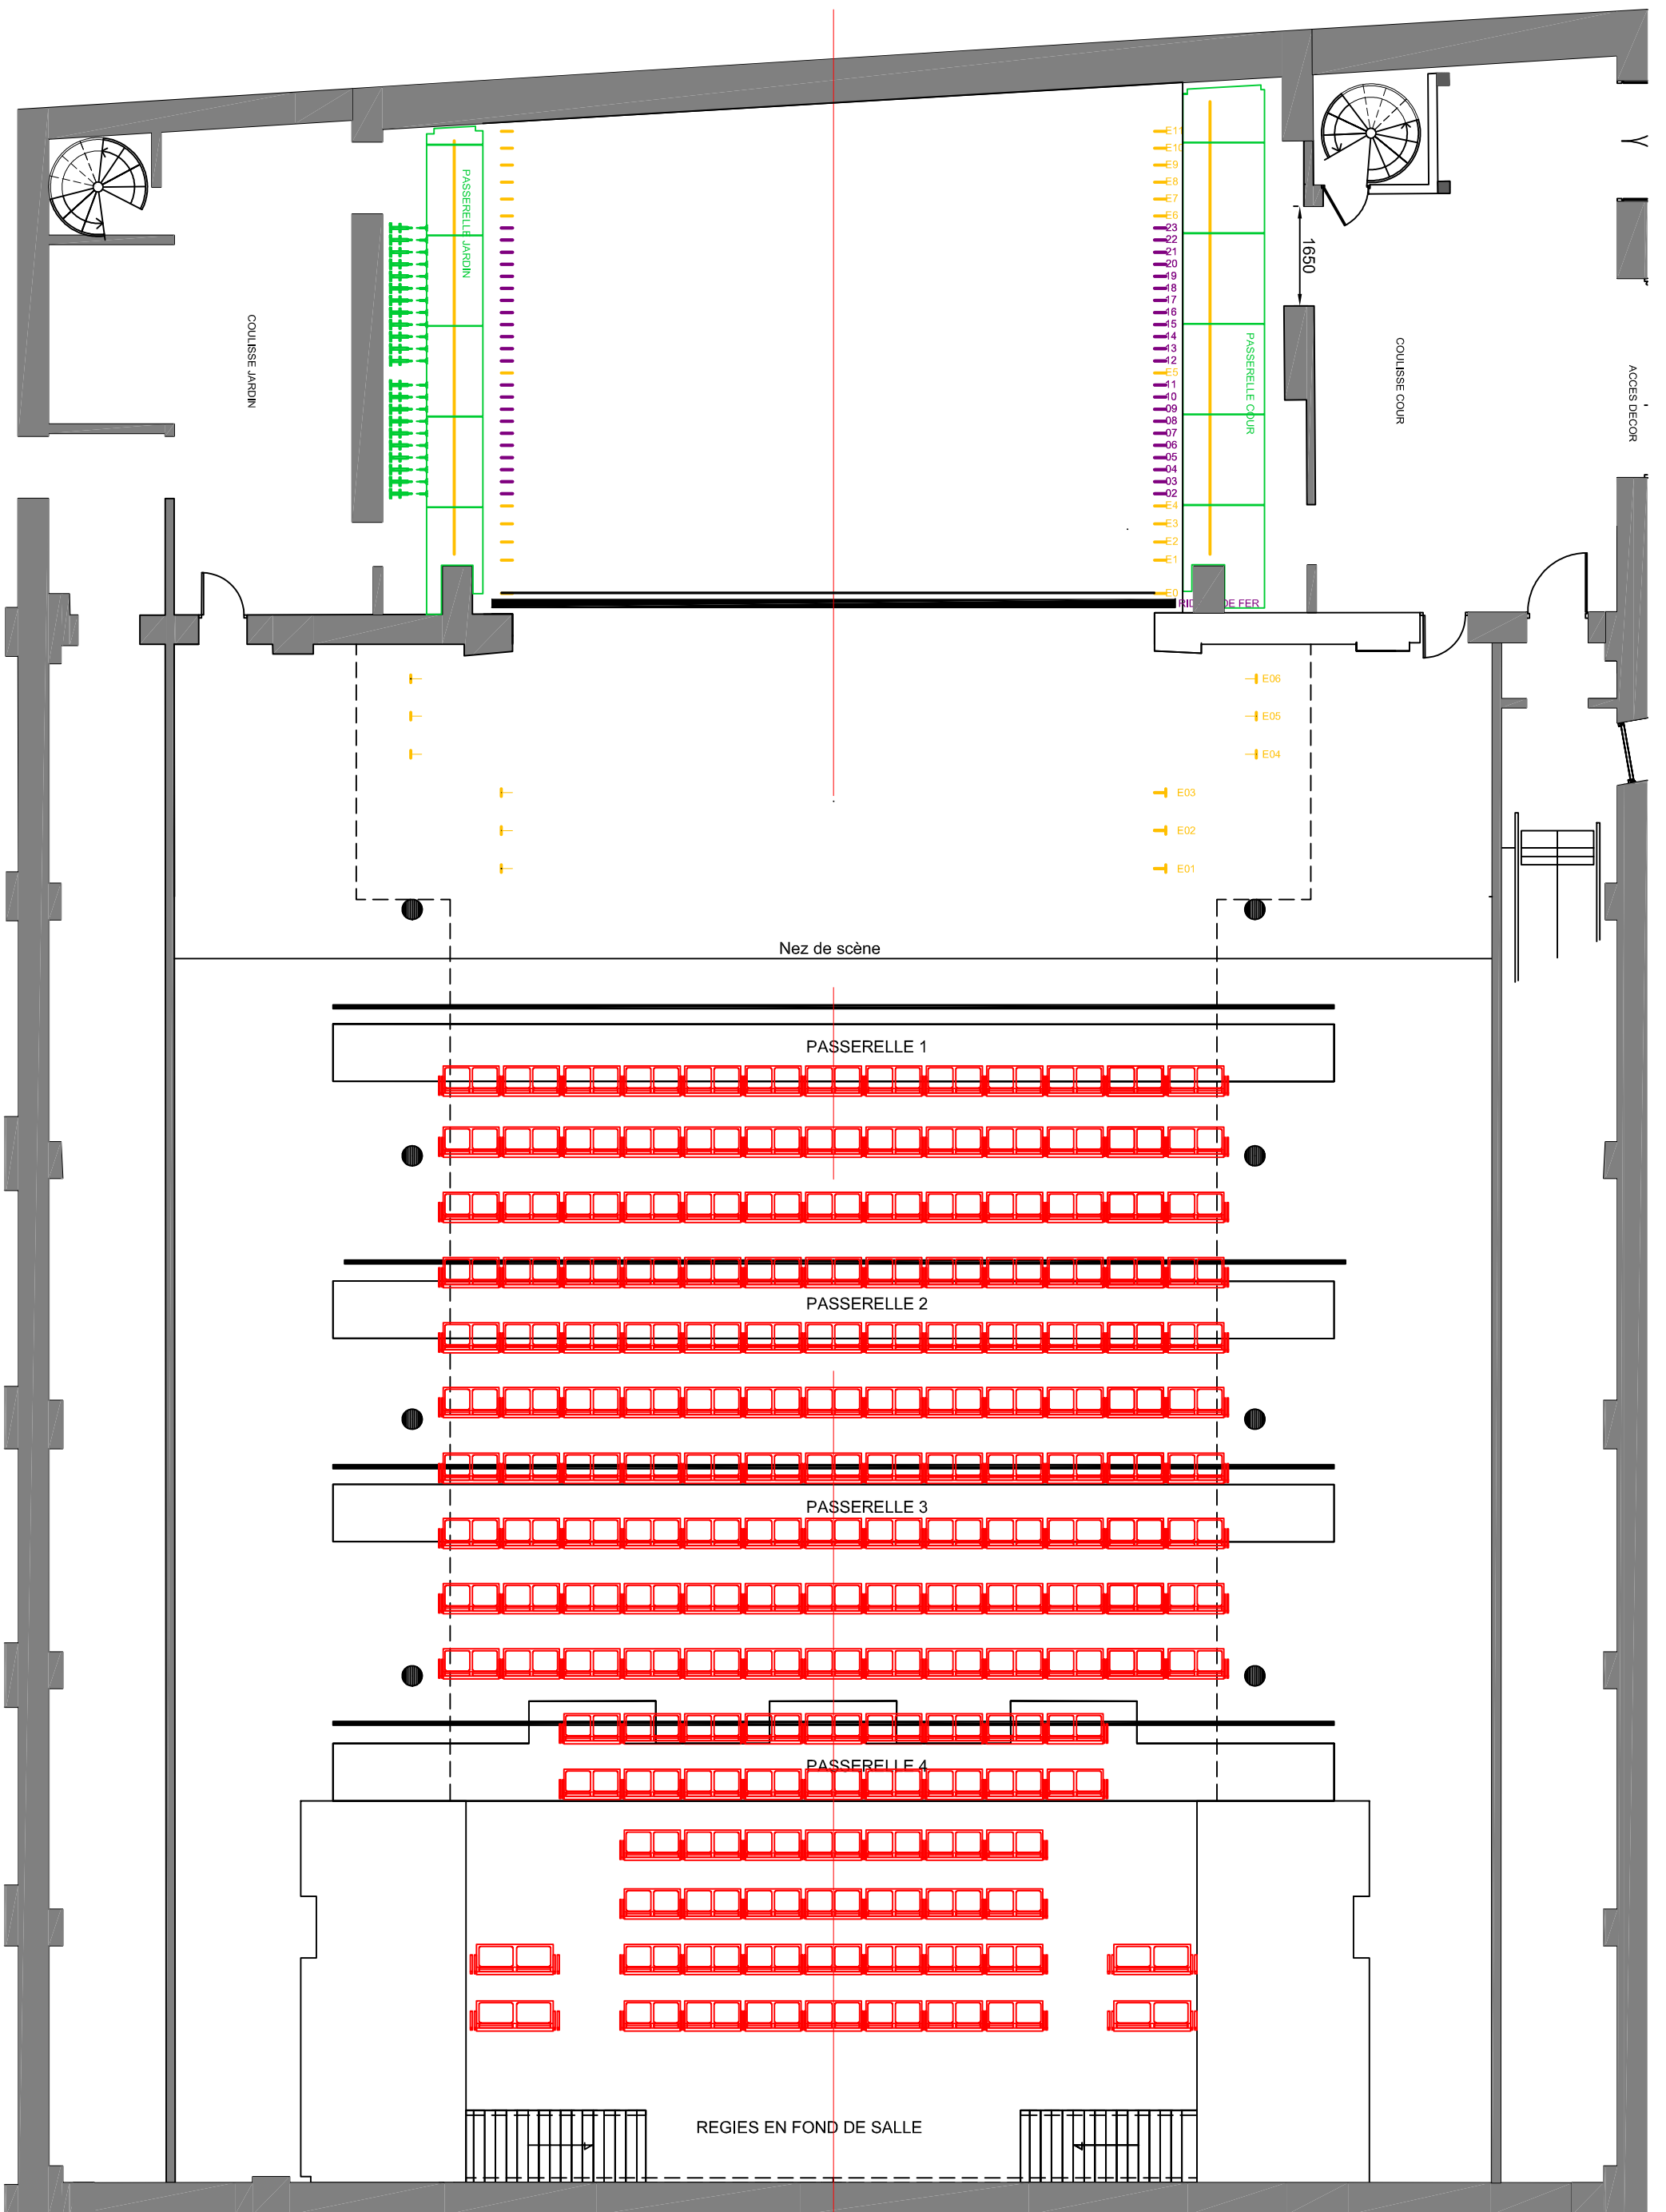 E11
E10
E9
E8
E7
E6
23
22
21
20
19
18
17
16
15
14
13
12
E5
11
10
09
08
07
06
05
04
03
02
E4
E3
E2
E1
E0
PASSERELLE JARDIN
COULISSE JARDIN
PASSERELLE COUR
1650
COULISSE COUR
ACCES DECOR
DE FER
E06
E05
E04
E03
E02
E01
Nez de scène
PASSERELLE 1
PASSERELLE 2
PASSERELLE 3
PASSERELLE 4
REGIES EN FOND DE SALLE